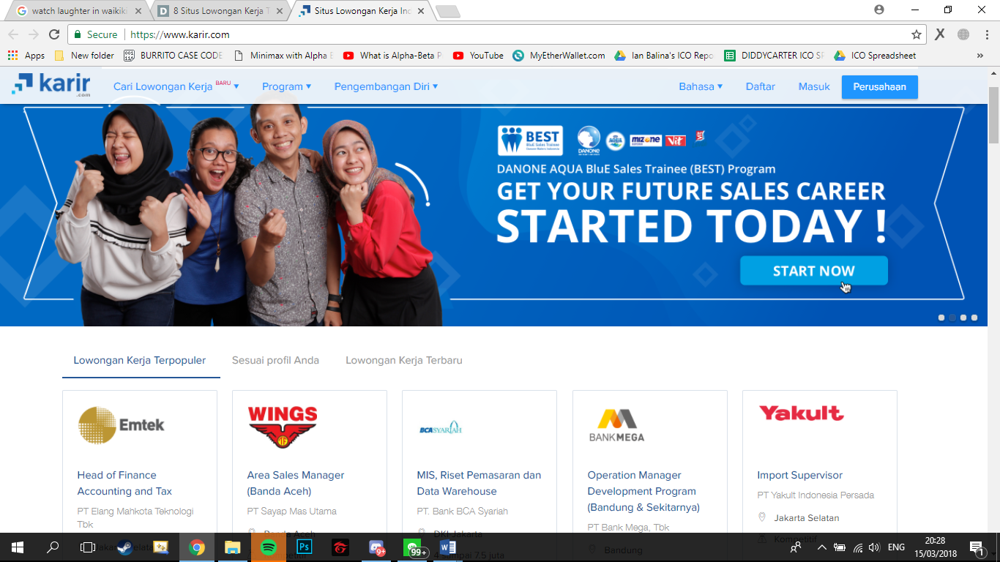 watch laughter in waikiki
8 Situs Lowongan Kerja T
Situs Lowongan Kerja Inc
Secure
https://www.karir.com
Apps
New folder
BURRITO CASE CODE
Minimax with Alpha B
What is Alpha-Beta P
YouTube
MyEtherWallet.com
Ian Balina's ICO Repo
DIDDYCARTER ICO SP
ICO Spreadsheet
karir
.com
Cari Lowongan Kerja BARU
Program
Pengembangan Diri
Bahasa
Daftar
Masuk
Perusahaan
BEST
BluE Sales Trainee
DANONE
AQUA
mizone
Vit
DANONE AQUA BluE Sales Trainee (BEST) Program
GET YOUR FUTURE SALES CAREER
STARTED TODAY !
START NOW
Lowongan Kerja Terpopuler
Sesuai profil Anda
Lowongan Kerja Terbaru
Emtek
Head of Finance
Accounting and Tax
PT Elang Mahkota Teknologi
Tbk
Jakarta Selatan
WINGS
Area Sales Manager
(Banda Aceh)
PT Sayap Mas Utama
Banda Aceh
BCA SYARIAH
MIS, Riset Pemasaran dan
Data Warehouse
PT. Bank BCA Syariah
DKI-Jakarta
4 sampai 7.5 juta
BANK MEGA
Operation Manager
Development Program
(Bandung & Sekitarnya)
PT Bank Mega, Tbk
Bandung
Yakult
Import Supervisor
PT Yakult Indonesia Persada
Jakarta Selatan
Kompetitif
Ps
9+
99+
ENG
20:28
15/03/2018
1